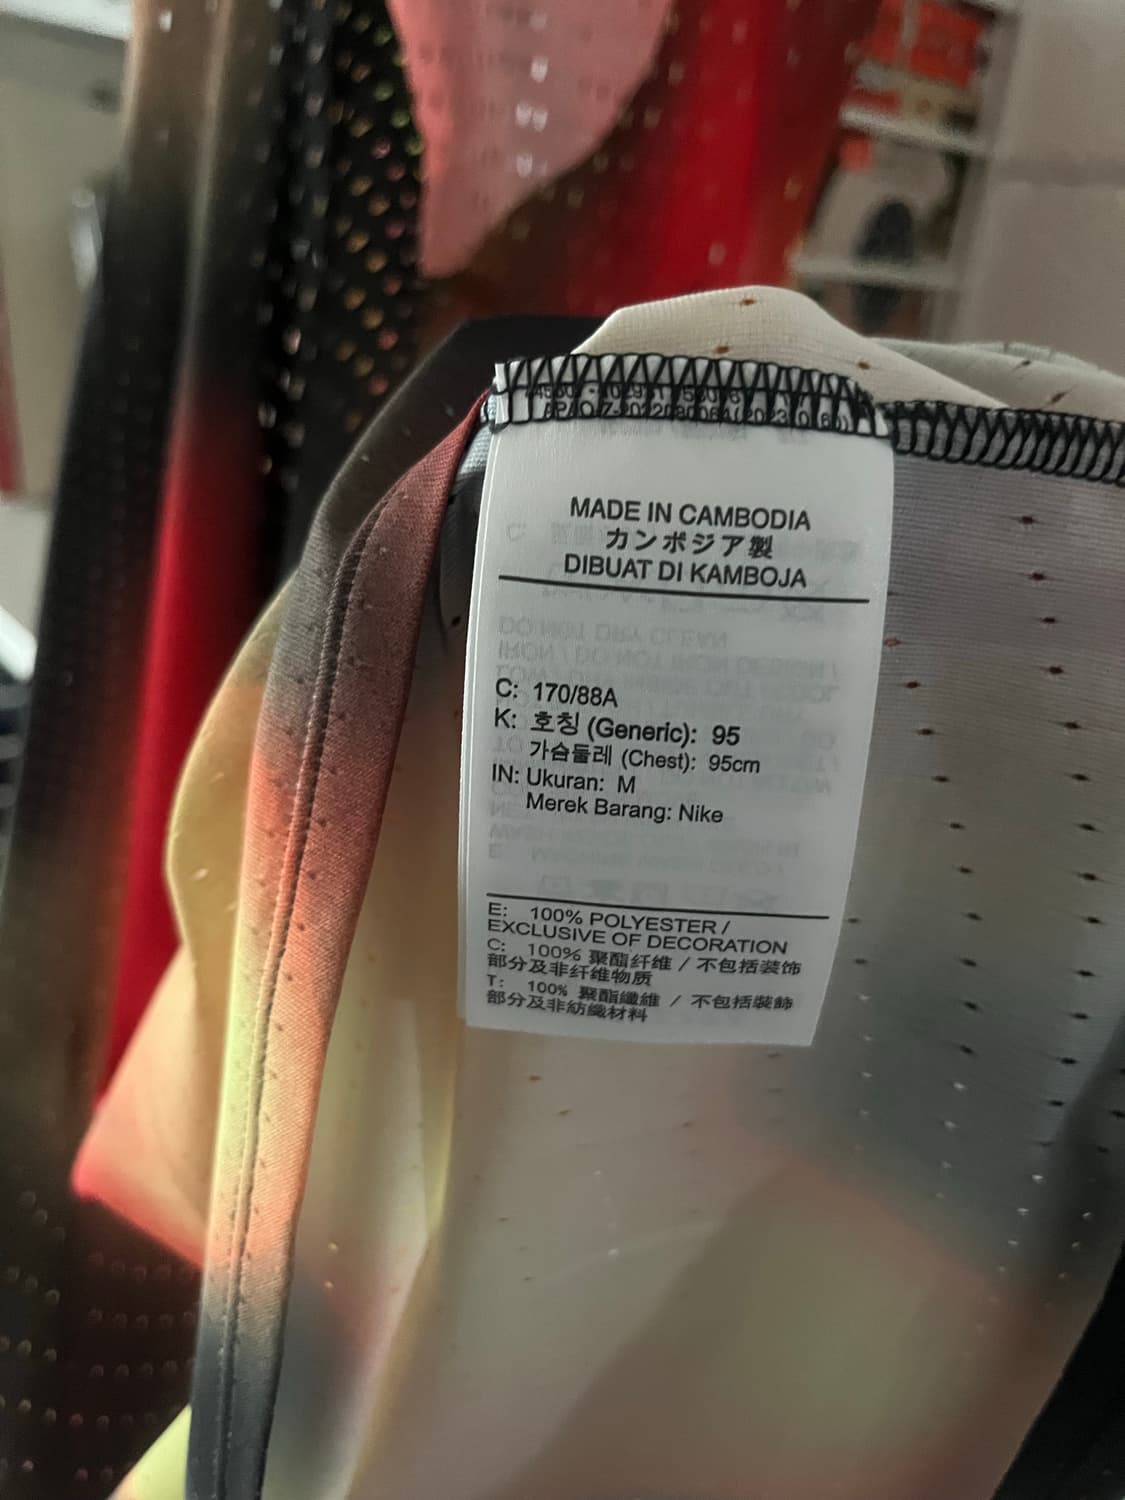 MADE IN CAMBODIA
カンボジア製
DIBUAT DI KAMBOJA
C: 170/88A
K: 호칭 (Generic): 95
가슴둘레 (Chest): 95cm
IN: Ukuran: M
Merek Barang: Nike
E: 100% POLYESTER /
EXCLUSIVE OF DECORATION
C: 100% 聚酯纤维 / 不包括装饰
部分及非纤维物质
T: 100% 聚酯纖維 / 不包括裝飾
部分及非紡織材料